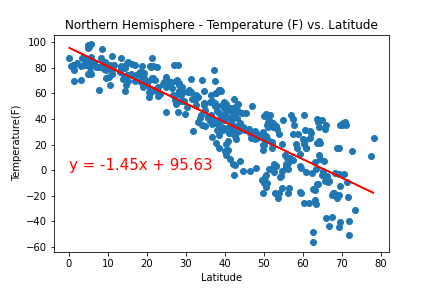 Northern Hemisphere - Temperature (F) vs. Latitude
100
80
60
40
20
0
−20
−40
−60
Temperature(F)
y = -1.45x + 95.63
0 10 20 30 40 50 60 70 80
Latitude